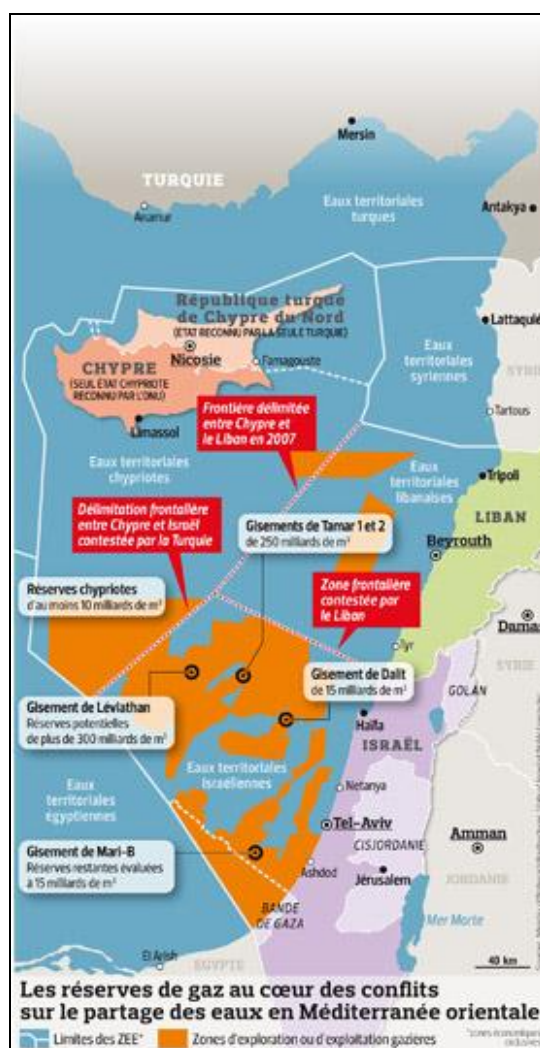 Mersin
TURQUIE
Anamur
Eaux territoriales
turques
Antakya
République turque
de Chypre du Nord
(ÉTAT RECONNU PAR LA SEULE TURQUIE)
Nicosie
Famagouste
CHYPRE
(SEUL ÉTAT CHYPRIOTE
RECONNU PAR L'ONU)
Limassol
Lattaquié
Eaux
territoriales
syriennes
Tartous
Frontière délimitée
entre Chypre et
le Liban en 2007
Eaux territoriales
chypriotes
Eaux
territoriales
libanaises
Tripoli
LIBAN
Délimitation frontalière
entre Chypre et Israël
contestée par la Turquie
Gisements de Tamar 1 et 2
de 250 milliards de m³
Beyrouth
Réserves chypriotes
d'au moins 10 milliards de m³
Zone frontalière
contestée par
le Liban
Tyr
SYRIE
Gisement de Dalit
de 15 milliards de m³
GOLAN
Gisement de Léviathan
Réserves potentielles
de plus de 300 milliards de m³
Haïfa
ISRAËL
Eaux territoriales
israéliennes
Eaux
territoriales
égyptiennes
Netanya
Tel-Aviv
CISJORDANIE
Amman
Gisement de Mari-B
Réserves restantes évaluées
à 15 milliards de m³
Ashdod
Jérusalem
JORDANIE
BANDE
DE GAZA
Mer Morte
El Arish
EGYPTE
40 km
Les réserves de gaz au cœur des conflits
sur le partage des eaux en Méditerranée orientale
Limites des ZEE*
Zones d'exploration ou d'exploitation gazières
*zones économiques
exclusives